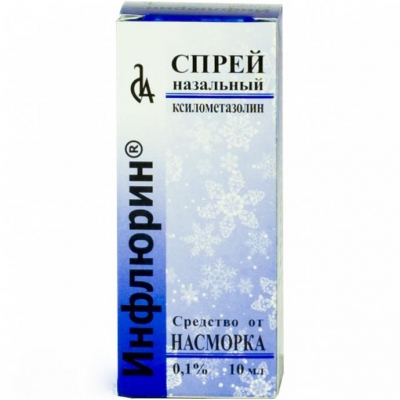 СПРЕЙ
назальный
ксилометазолин
Инфлюрин®
Средство от
НАСМОРКА
0,1% 10 мл